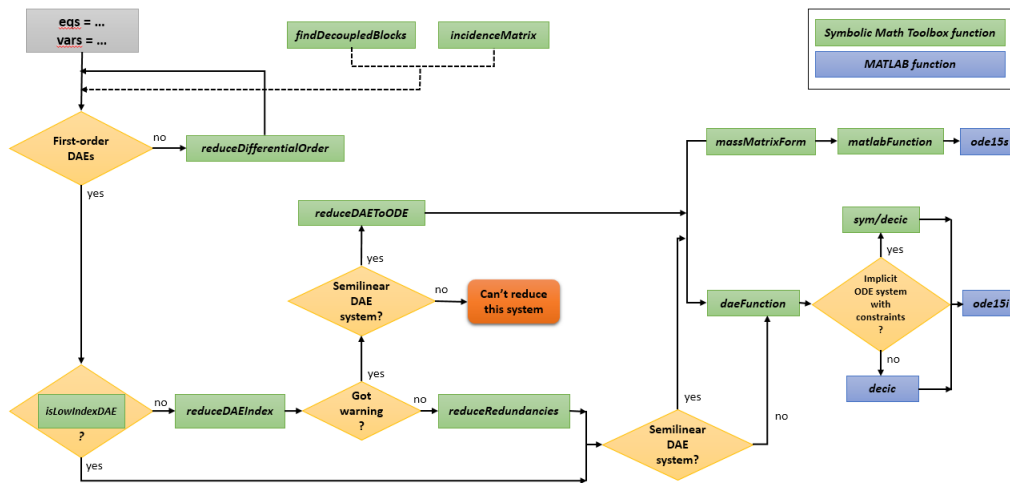 eqs = ...
vars = ...
findDecoupledBlocks
incidenceMatrix
Symbolic Math Toolbox function
MATLAB function
First-order
DAEs
no
reduceDifferentialOrder
yes
massMatrixForm
matlabFunction
ode15s
reduceDAEToODE
sym/decic
yes
yes
Semilinear
DAE
system?
no
Can't reduce
this system
daeFunction
Implicit
ODE system
with
constraints
?
ode15i
no
decic
yes
isLowIndexDAE
?
no
reduceDAEIndex
Got
warning
?
no
reduceRedundancies
yes
no
Semilinear
DAE
system?
yes